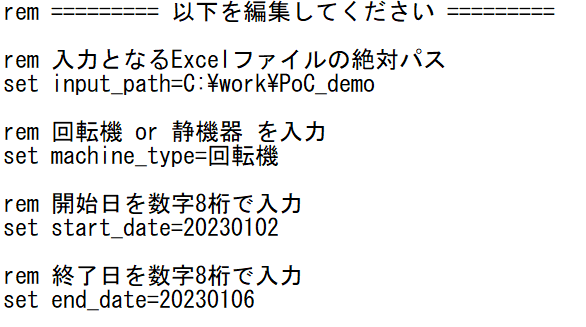 rem ========= 以下を編集してください =========
rem 入力となるExcelファイルの絶対パス
set input_path=C:¥work¥PoC_demo
rem 回転機 or 静機器 を入力
set machine_type=回転機
rem 開始日を数字8桁で入力
set start_date=20230102
rem 終了日を数字8桁で入力
set end_date=20230106